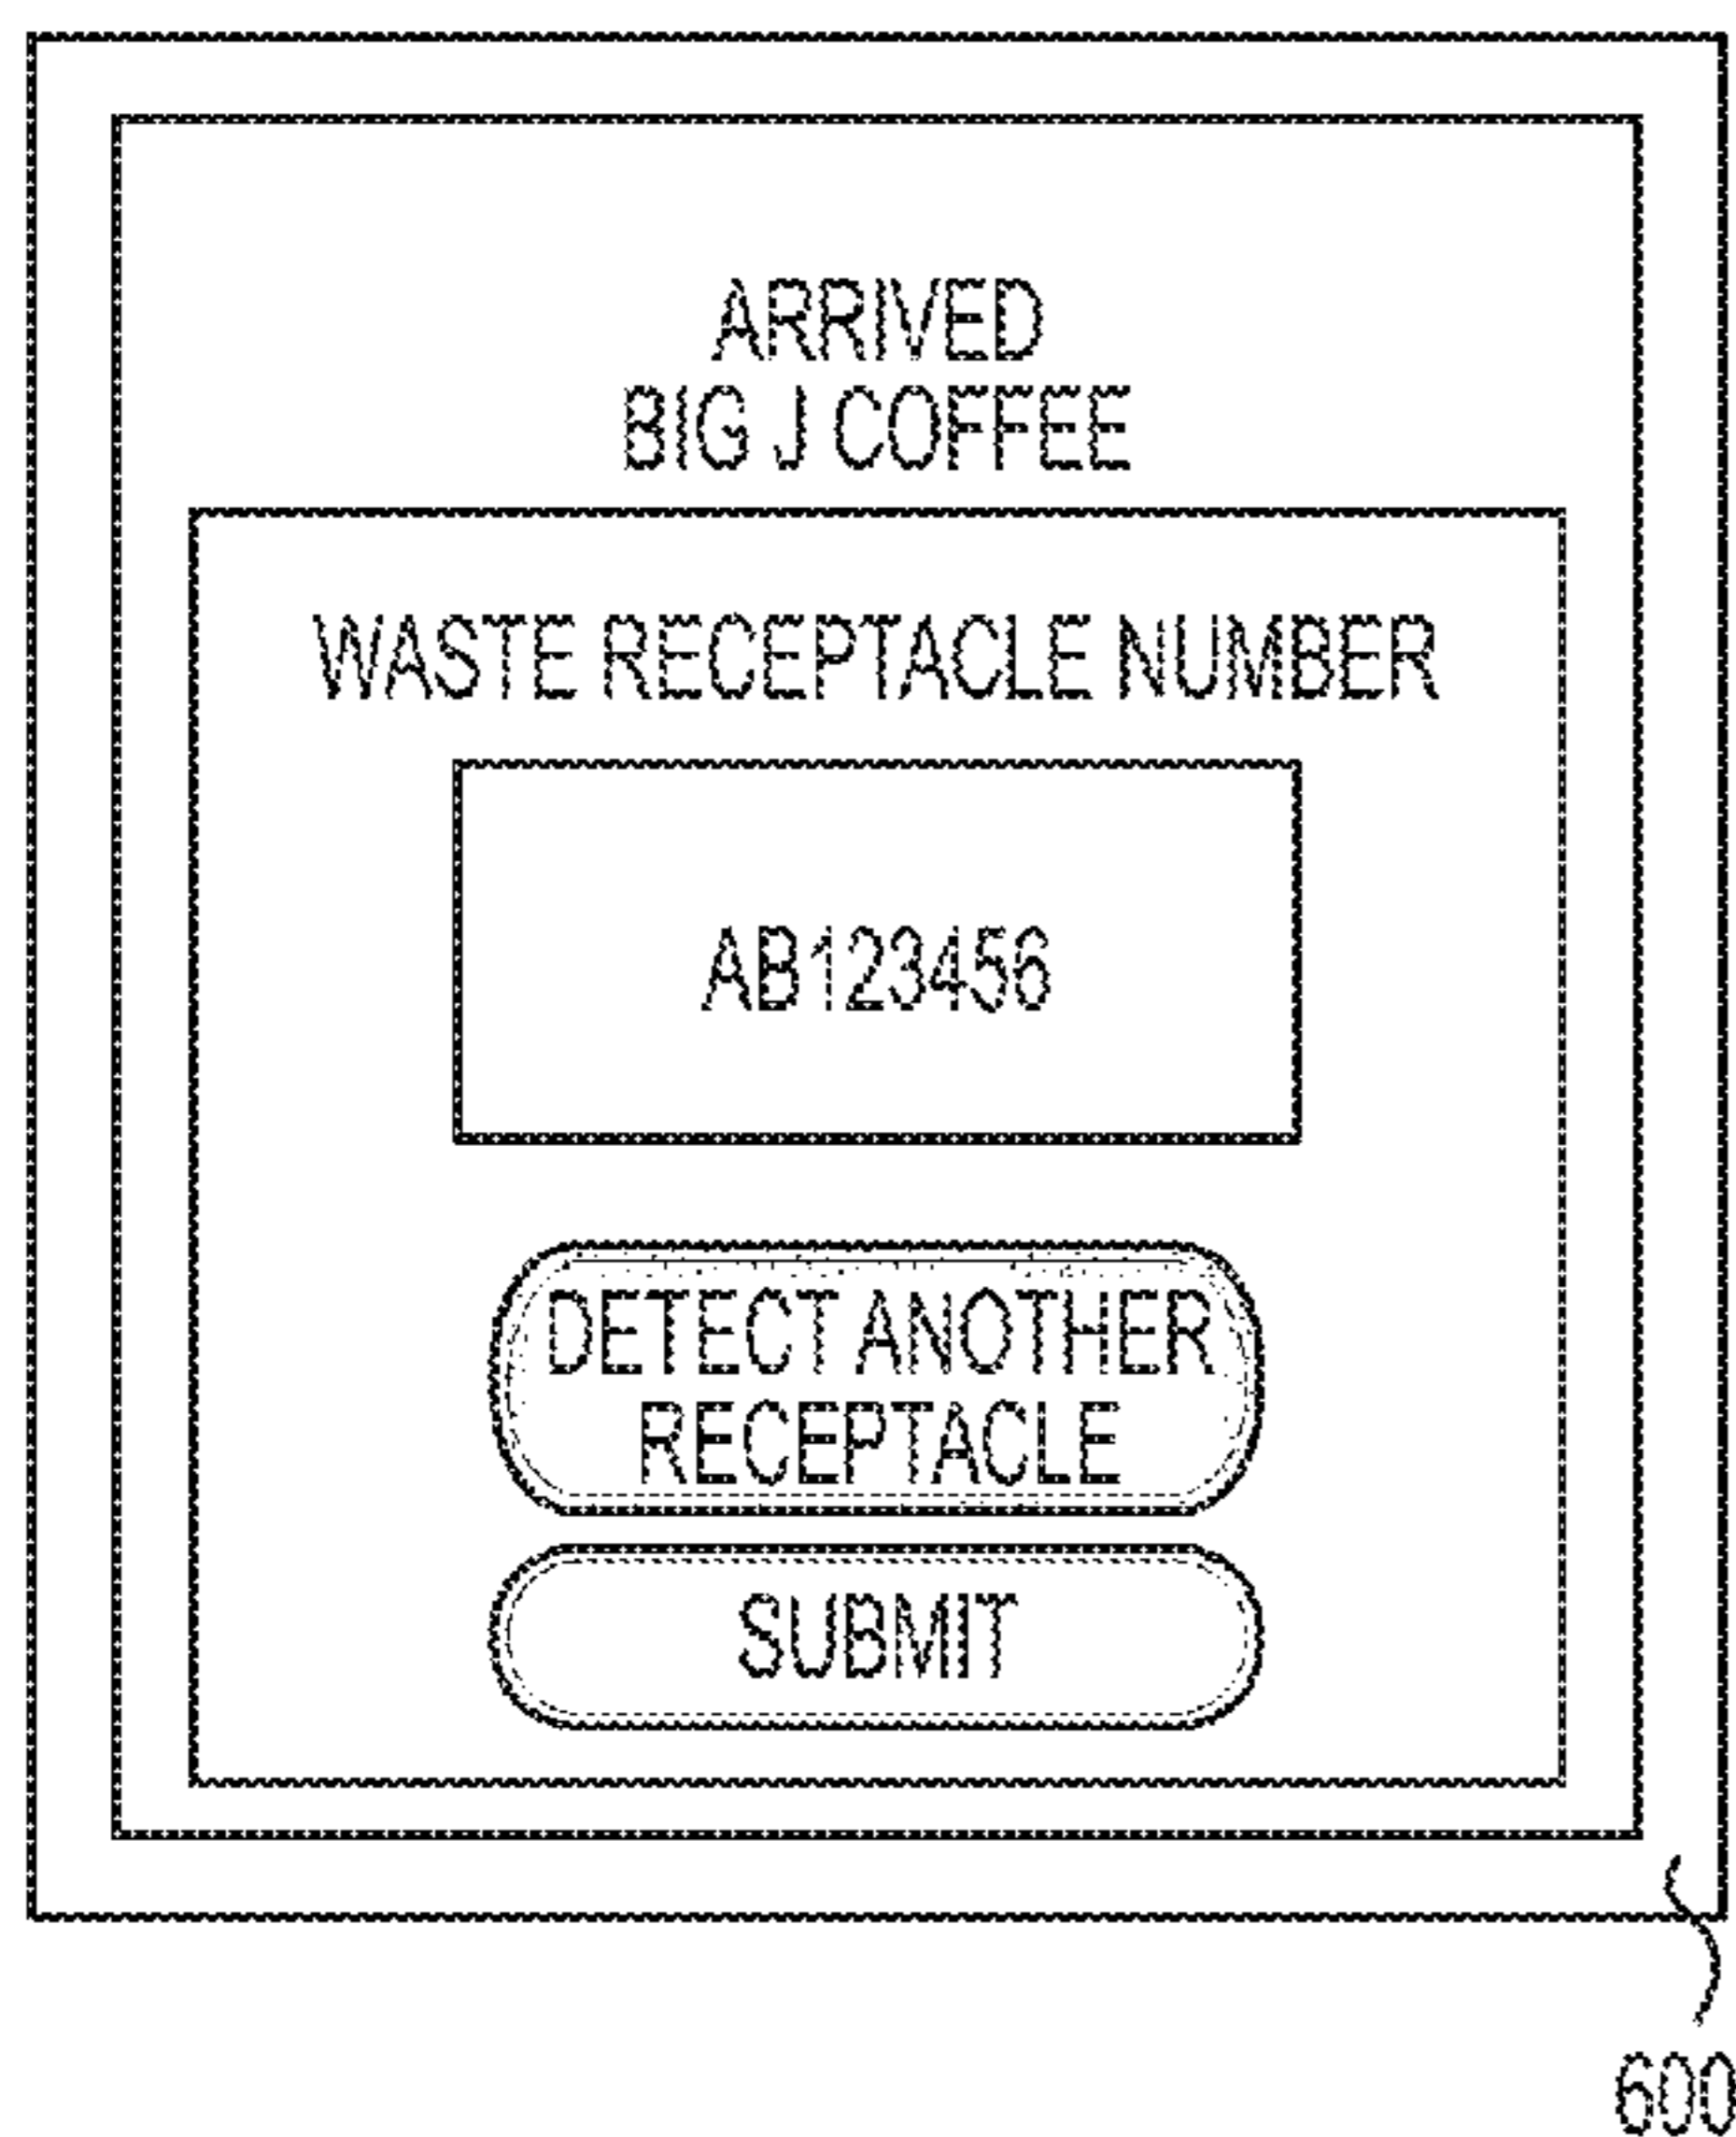 ARRIVED
BIG J COFFEE
WASTE RECEPTACLE NUMBER
AB123456
DETECT ANOTHER
RECEPTACLE
SUBMIT
600